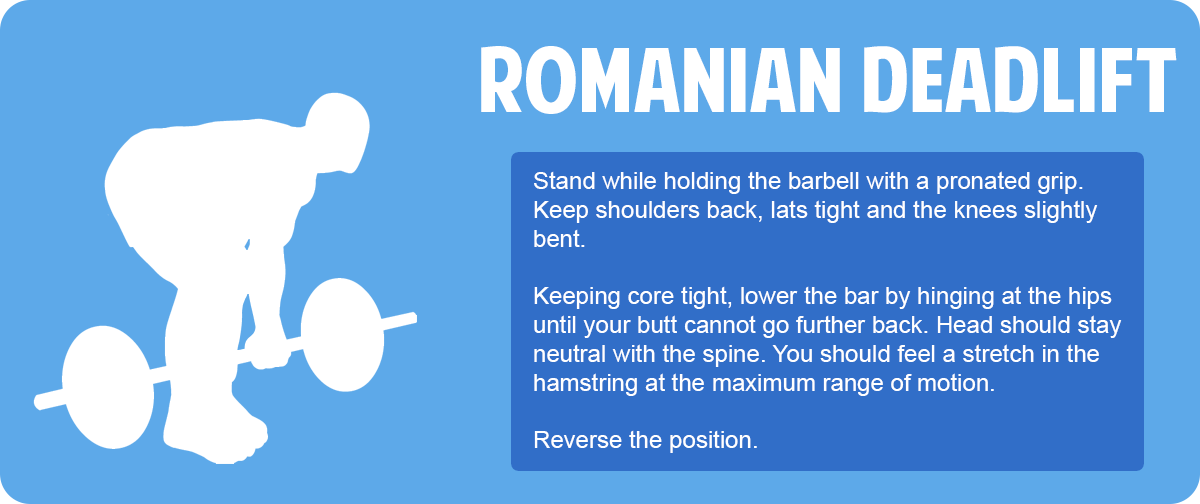 ROMANIAN DEADLIFT
Stand while holding the barbell with a pronated grip.
Keep shoulders back, lats tight and the knees slightly
bent.
Keeping core tight, lower the bar by hinging at the hips
until your butt cannot go further back. Head should stay
neutral with the spine. You should feel a stretch in the
hamstring at the maximum range of motion.
Reverse the position.